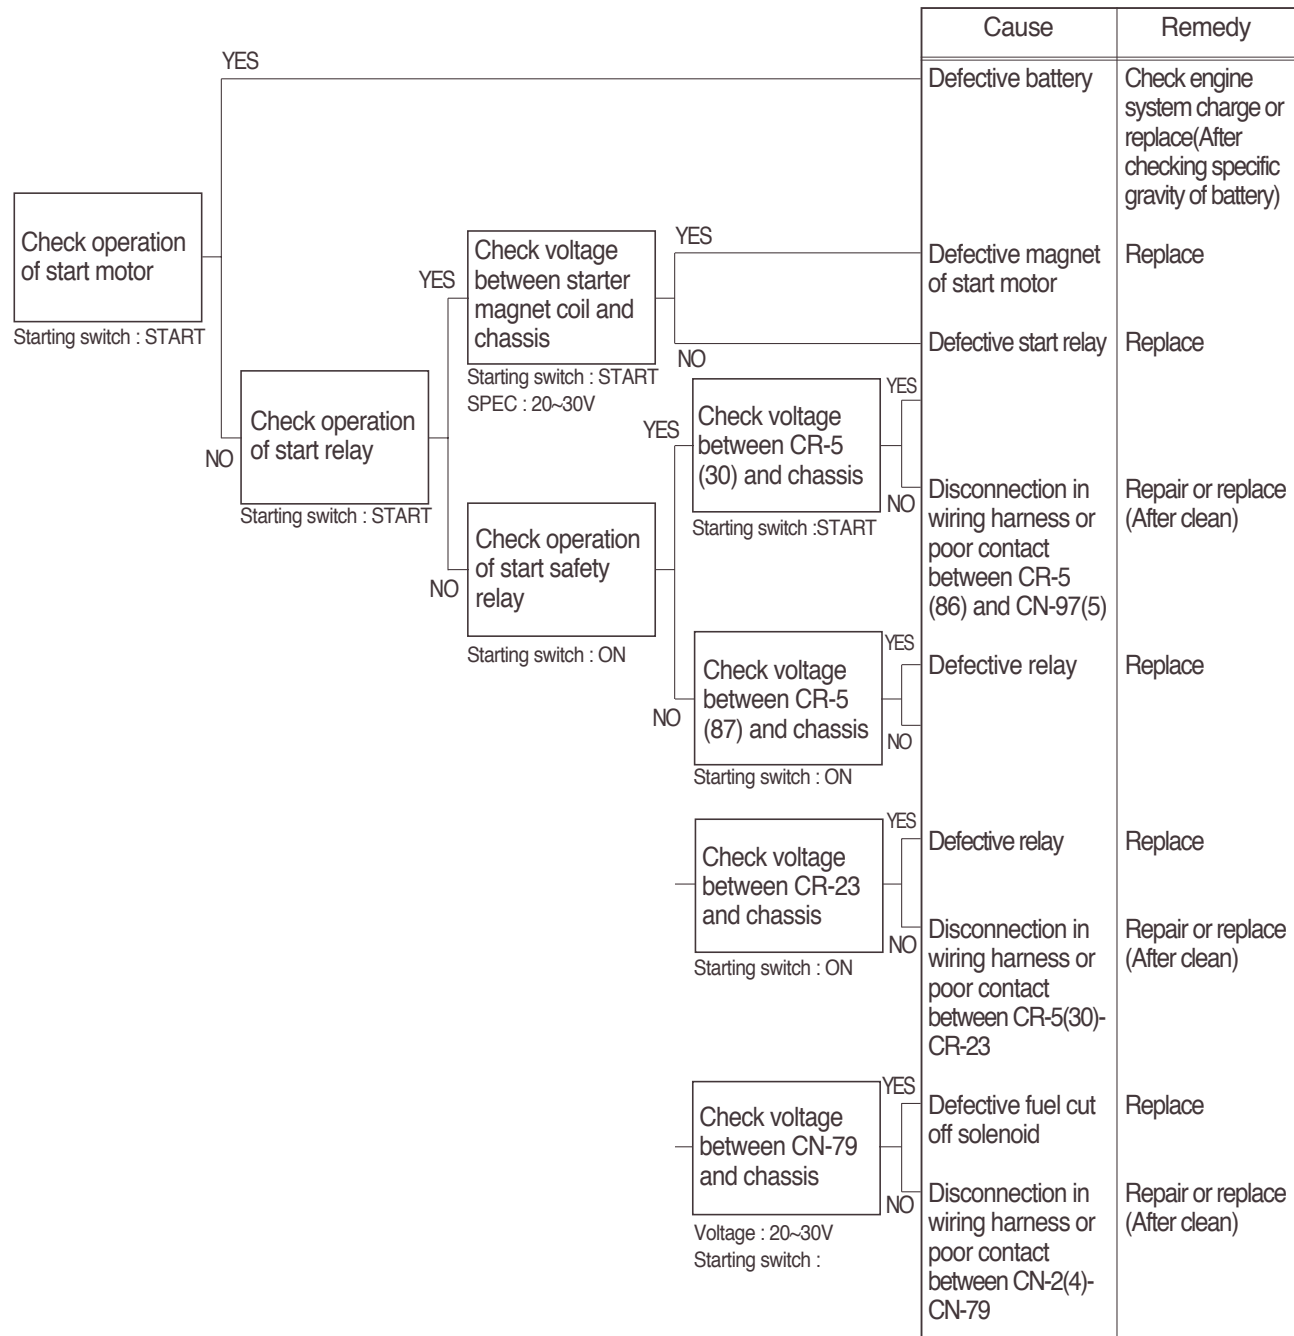 Cause
Remedy
YES
Defective battery
Check engine
system charge or
replace(After
checking specific
gravity of battery)
Check operation
of start motor
Starting switch : START
YES
Check voltage
between starter
magnet coil and
chassis
Starting switch : START
SPEC : 20~30V
YES
Defective magnet
of start motor
Replace
NO
Defective start relay
Replace
NO
Check operation
of start relay
Starting switch : START
YES
Check voltage
between CR-5
(30) and chassis
Starting switch :START
YES
NO
Disconnection in
wiring harness or
poor contact
between CR-5
(86) and CN-97(5)
Repair or replace
(After clean)
NO
Check operation
of start safety
relay
Starting switch : ON
NO
Check voltage
between CR-5
(87) and chassis
Starting switch : ON
YES
Defective relay
Replace
NO
Check voltage
between CR-23
and chassis
Starting switch : ON
YES
Defective relay
Replace
NO
Disconnection in
wiring harness or
poor contact
between CR-5(30)-
CR-23
Repair or replace
(After clean)
Check voltage
between CN-79
and chassis
Voltage : 20~30V
Starting switch :
YES
Defective fuel cut
off solenoid
Replace
NO
Disconnection in
wiring harness or
poor contact
between CN-2(4)-
CN-79
Repair or replace
(After clean)